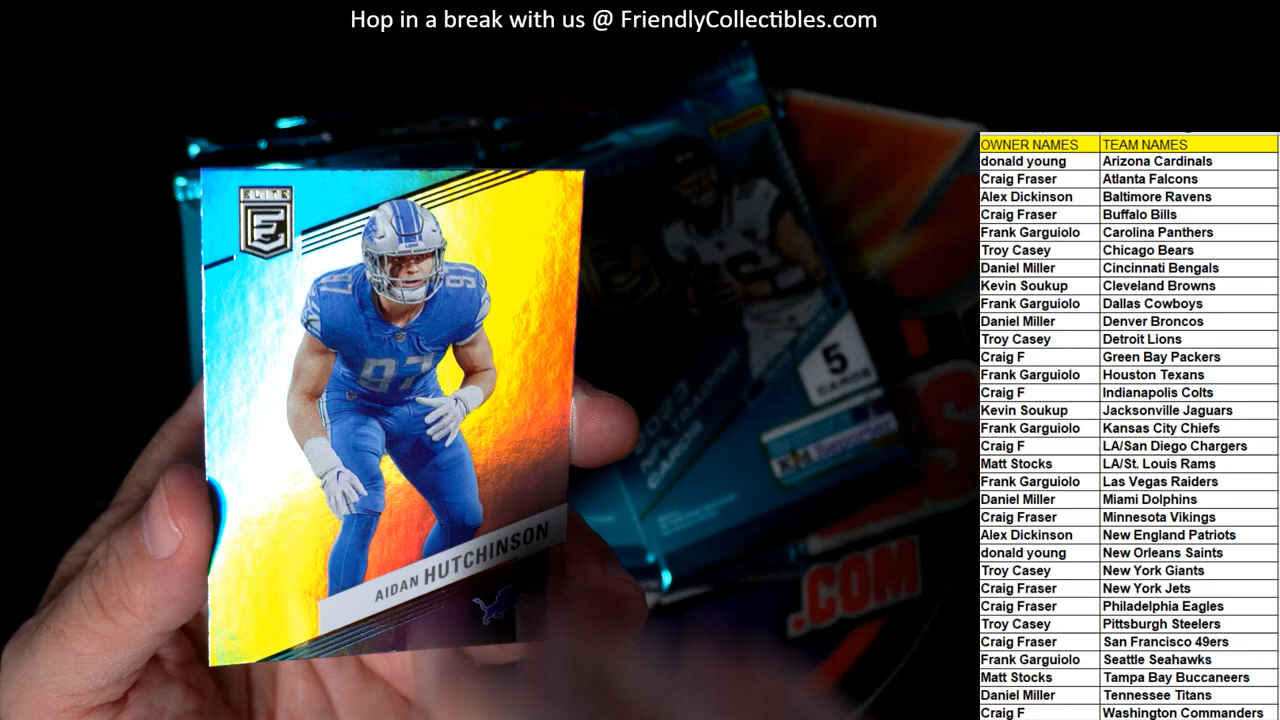 Hop in a break with us @ FriendlyCollectibles.com
ELITE
E
97
97
97
AIDAN HUTCHINSON
5
CARDS
.COM
OWNER NAMES TEAM NAMES
donald young Arizona Cardinals
Craig Fraser Atlanta Falcons
Alex Dickinson Baltimore Ravens
Craig Fraser Buffalo Bills
Frank Garguiolo Carolina Panthers
Troy Casey Chicago Bears
Daniel Miller Cincinnati Bengals
Kevin Soukup Cleveland Browns
Frank Garguiolo Dallas Cowboys
Daniel Miller Denver Broncos
Troy Casey Detroit Lions
Craig F Green Bay Packers
Frank Garguiolo Houston Texans
Craig F Indianapolis Colts
Kevin Soukup Jacksonville Jaguars
Frank Garguiolo Kansas City Chiefs
Craig F LA/San Diego Chargers
Matt Stocks LA/St. Louis Rams
Frank Garguiolo Las Vegas Raiders
Daniel Miller Miami Dolphins
Craig Fraser Minnesota Vikings
Alex Dickinson New England Patriots
donald young New Orleans Saints
Troy Casey New York Giants
Craig Fraser New York Jets
Craig Fraser Philadelphia Eagles
Troy Casey Pittsburgh Steelers
Craig Fraser San Francisco 49ers
Frank Garguiolo Seattle Seahawks
Matt Stocks Tampa Bay Buccaneers
Daniel Miller Tennessee Titans
Craig F Washington Commanders